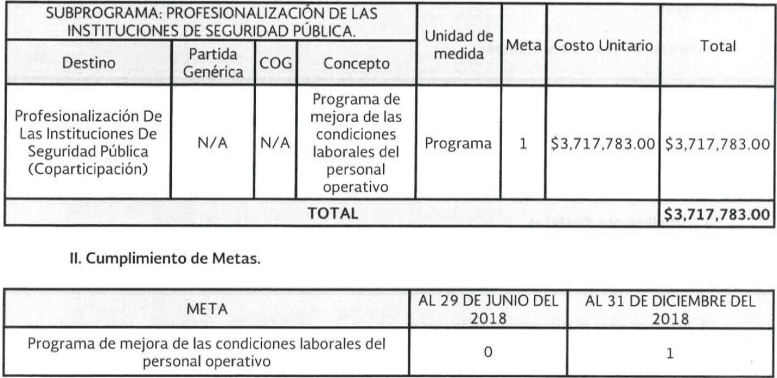 SUBPROGRAMA: PROFESIONALIZACIÓN DE LAS
INSTITUCIONES DE SEGURIDAD PÚBLICA.
Unidad de
medida
Meta
Costo Unitario
Total
Destino
Partida
Genérica
COG
Concepto
Profesionalización De
Las Instituciones De
Seguridad Pública
(Coparticipación)
N/A
N/A
Programa de
mejora de las
condiciones
laborales del
personal
operativo
Programa
1
$3,717,783.00
$3,717,783.00
TOTAL
$3,717,783.00
II. Cumplimiento de Metas.
META
AL 29 DE JUNIO DEL
2018
AL 31 DE DICIEMBRE DEL
2018
Programa de mejora de las condiciones laborales del
personal operativo
0
1